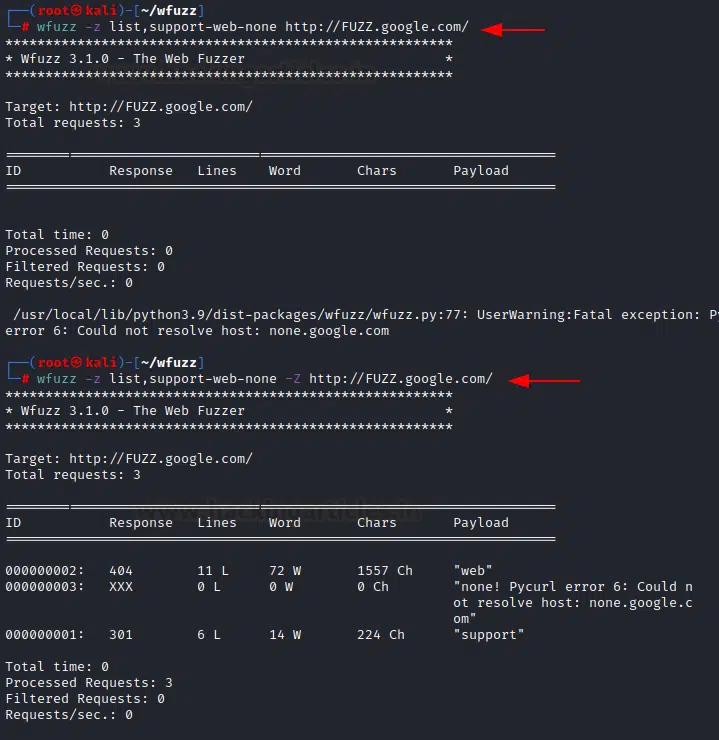 ┌──(root㉿kali)-[~/wfuzz]
└─# wfuzz -z list,support-web-none http://FUZZ.google.com/
********************************************************
* Wfuzz 3.1.0 - The Web Fuzzer                         *
********************************************************
Target: http://FUZZ.google.com/
Total requests: 3
=====================================================================
ID           Response   Lines    Word       Chars       Payload
=====================================================================
Total time: 0
Processed Requests: 0
Filtered Requests: 0
Requests/sec.: 0
/usr/local/lib/python3.9/dist-packages/wfuzz/wfuzz.py:77: UserWarning:Fatal exception: Py
error 6: Could not resolve host: none.google.com
┌──(root㉿kali)-[~/wfuzz]
└─# wfuzz -z list,support-web-none -Z http://FUZZ.google.com/
********************************************************
* Wfuzz 3.1.0 - The Web Fuzzer                         *
********************************************************
Target: http://FUZZ.google.com/
Total requests: 3
=====================================================================
ID           Response   Lines    Word       Chars       Payload
=====================================================================
000000002:   404        11 L     72 W       1557 Ch     "web"
000000003:   XXX        0 L      0 W        0 Ch        "none! Pycurl error 6: Could n
ot resolve host: none.google.c
om"
000000001:   301        6 L      14 W       224 Ch      "support"
Total time: 0
Processed Requests: 3
Filtered Requests: 0
Requests/sec.: 0